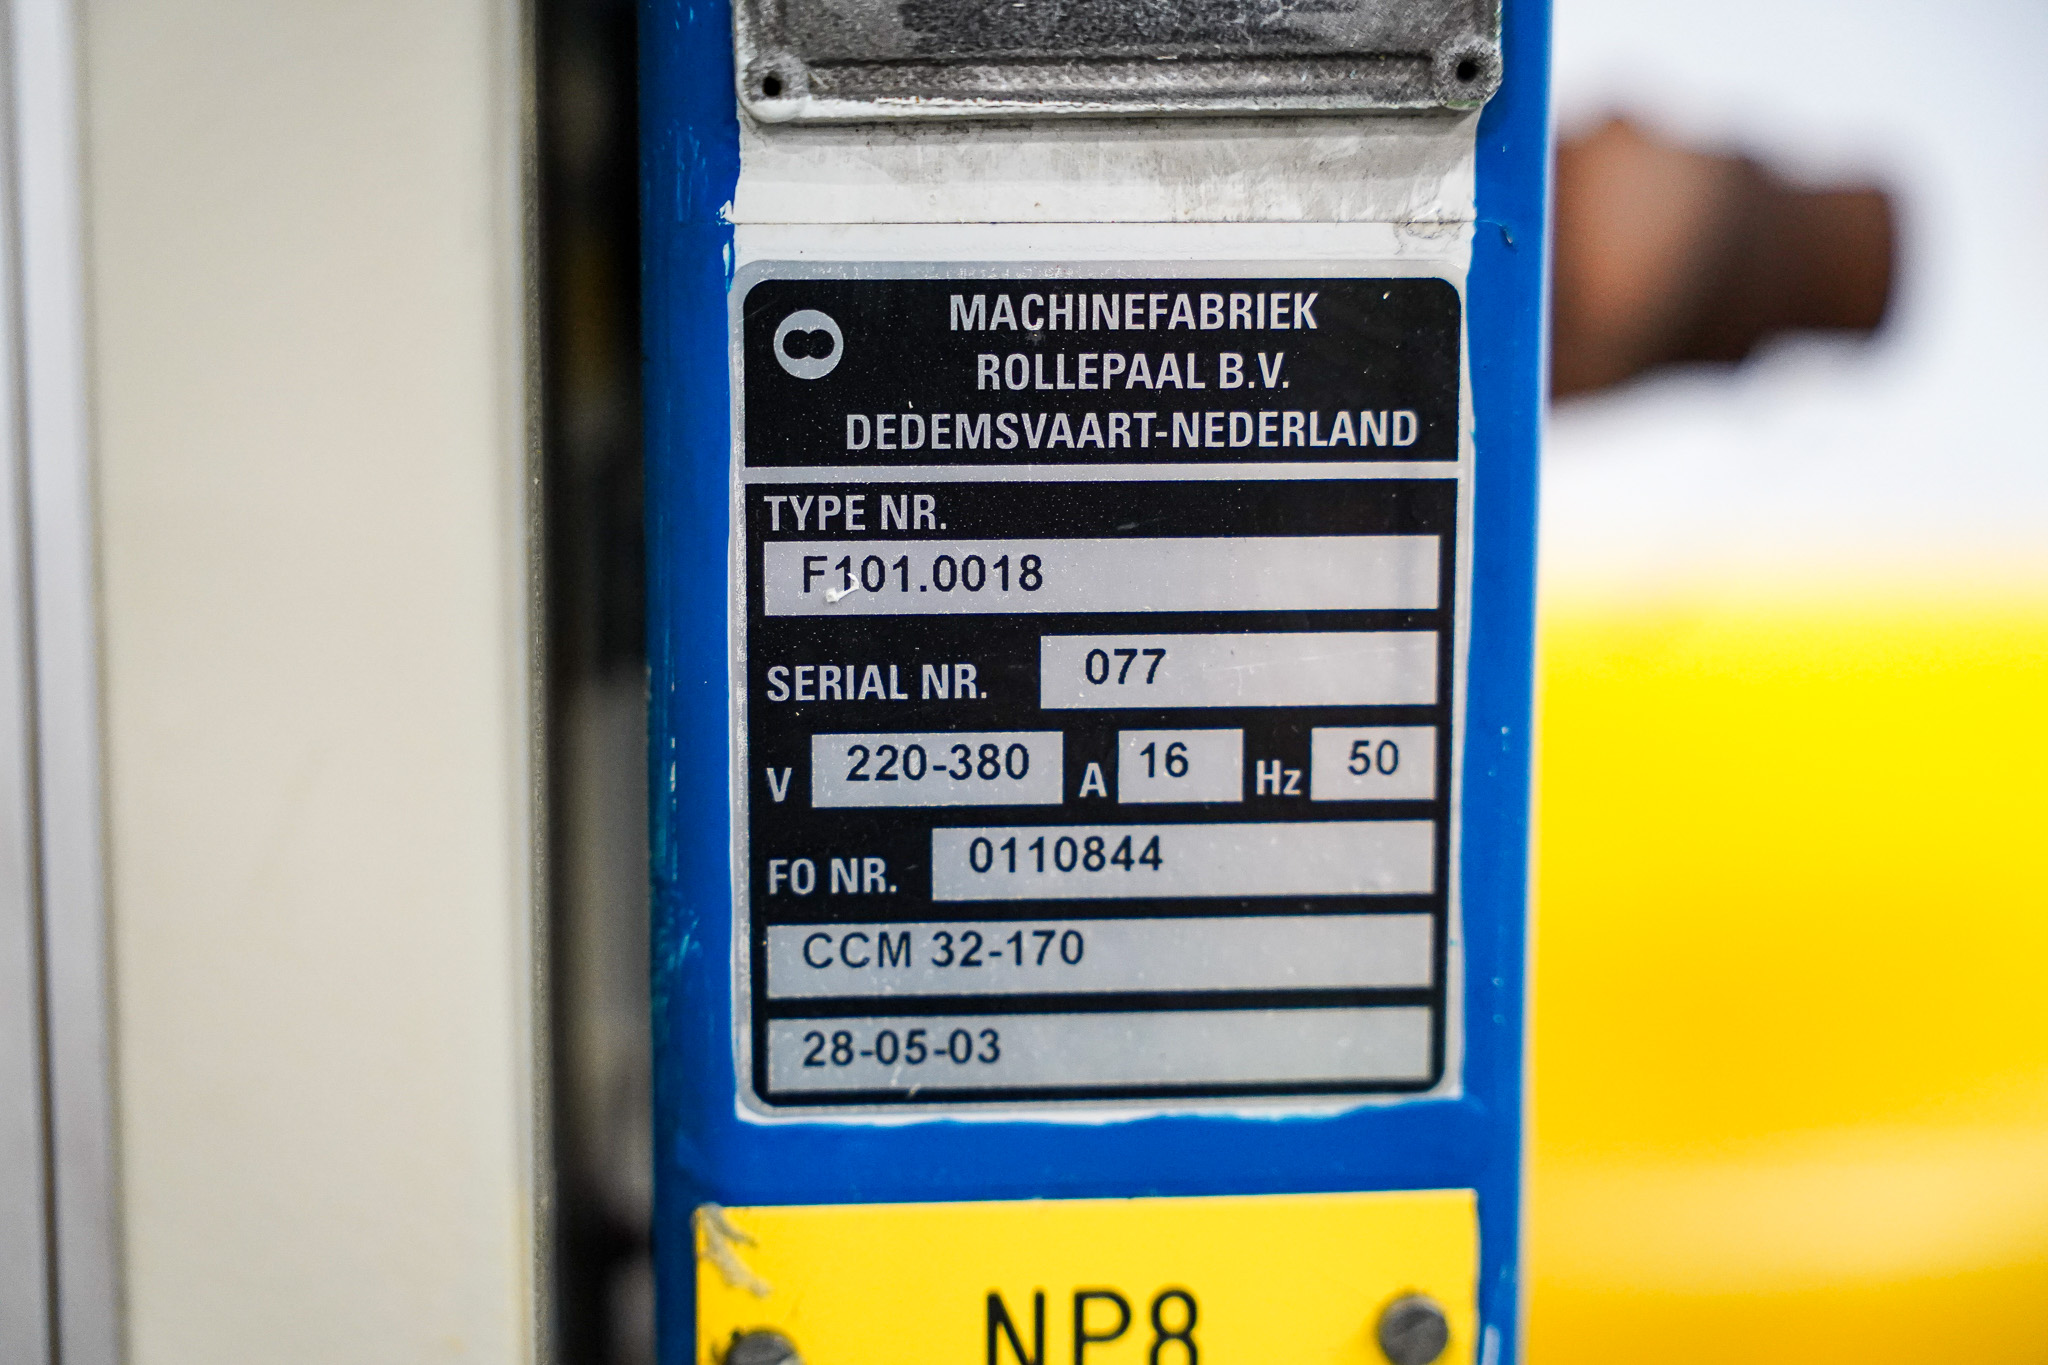 MACHINEFABRIEK
ROLLEPAAL B.V.
DEDEMSVAART-NEDERLAND
TYPE NR.
F101.0018
SERIAL NR. 077
V 220-380 A 16 Hz 50
FO NR. 0110844
CCM 32-170
28-05-03
NP8